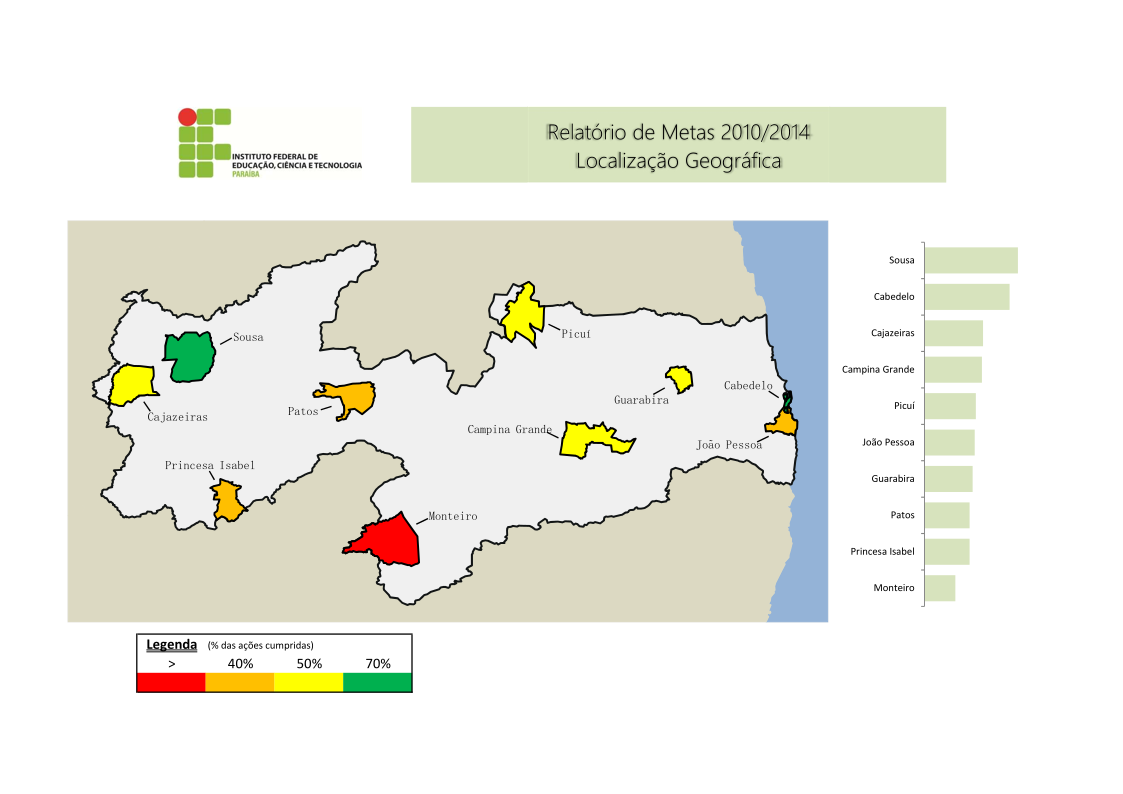 INSTITUTO FEDERAL DE
EDUCAÇÃO, CIÊNCIA E TECNOLOGIA
PARAÍBA
Relatório de Metas 2010/2014
Localização Geográfica
Sousa
Cajazeiras
Patos
Princesa Isabel
Monteiro
Picuí
Guarabira
Cabedelo
Campina Grande
João Pessoa
Sousa
Cabedelo
Cajazeiras
Campina Grande
Picuí
João Pessoa
Guarabira
Patos
Princesa Isabel
Monteiro
Legenda (% das ações cumpridas)
> 40% 50% 70%